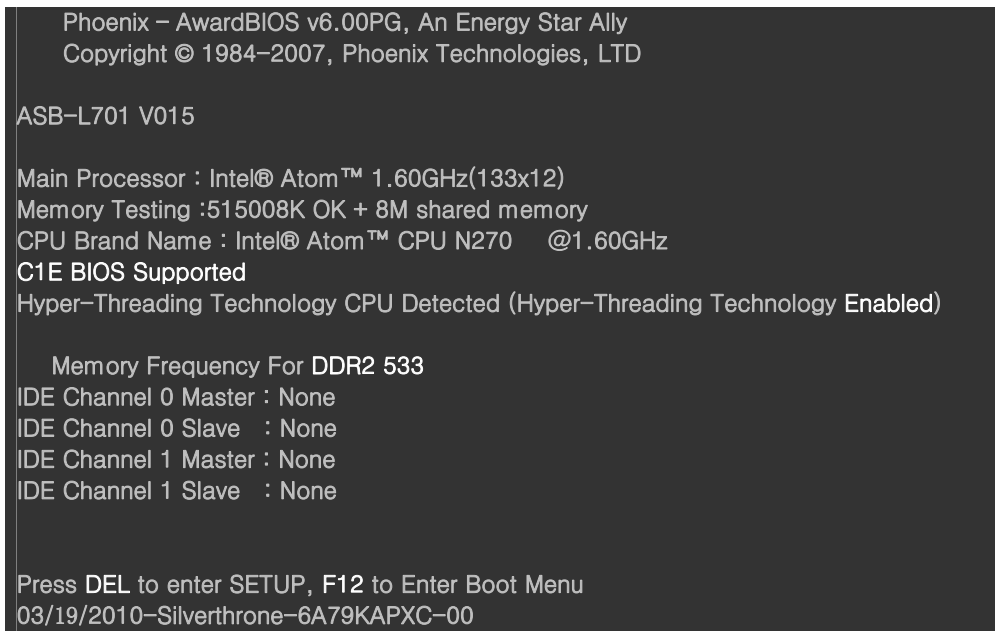 Phoenix – AwardBIOS v6.00PG, An Energy Star Ally
Copyright © 1984–2007, Phoenix Technologies, LTD
ASB–L701 V015
Main Processor : Intel® Atom™ 1.60GHz(133x12)
Memory Testing :515008K OK + 8M shared memory
CPU Brand Name : Intel® Atom™ CPU N270 @1.60GHz
C1E BIOS Supported
Hyper–Threading Technology CPU Detected (Hyper–Threading Technology Enabled)
Memory Frequency For DDR2 533
IDE Channel 0 Master : None
IDE Channel 0 Slave : None
IDE Channel 1 Master : None
IDE Channel 1 Slave : None
Press DEL to enter SETUP, F12 to Enter Boot Menu
03/19/2010–Silverthrone–6A79KAPXC–00